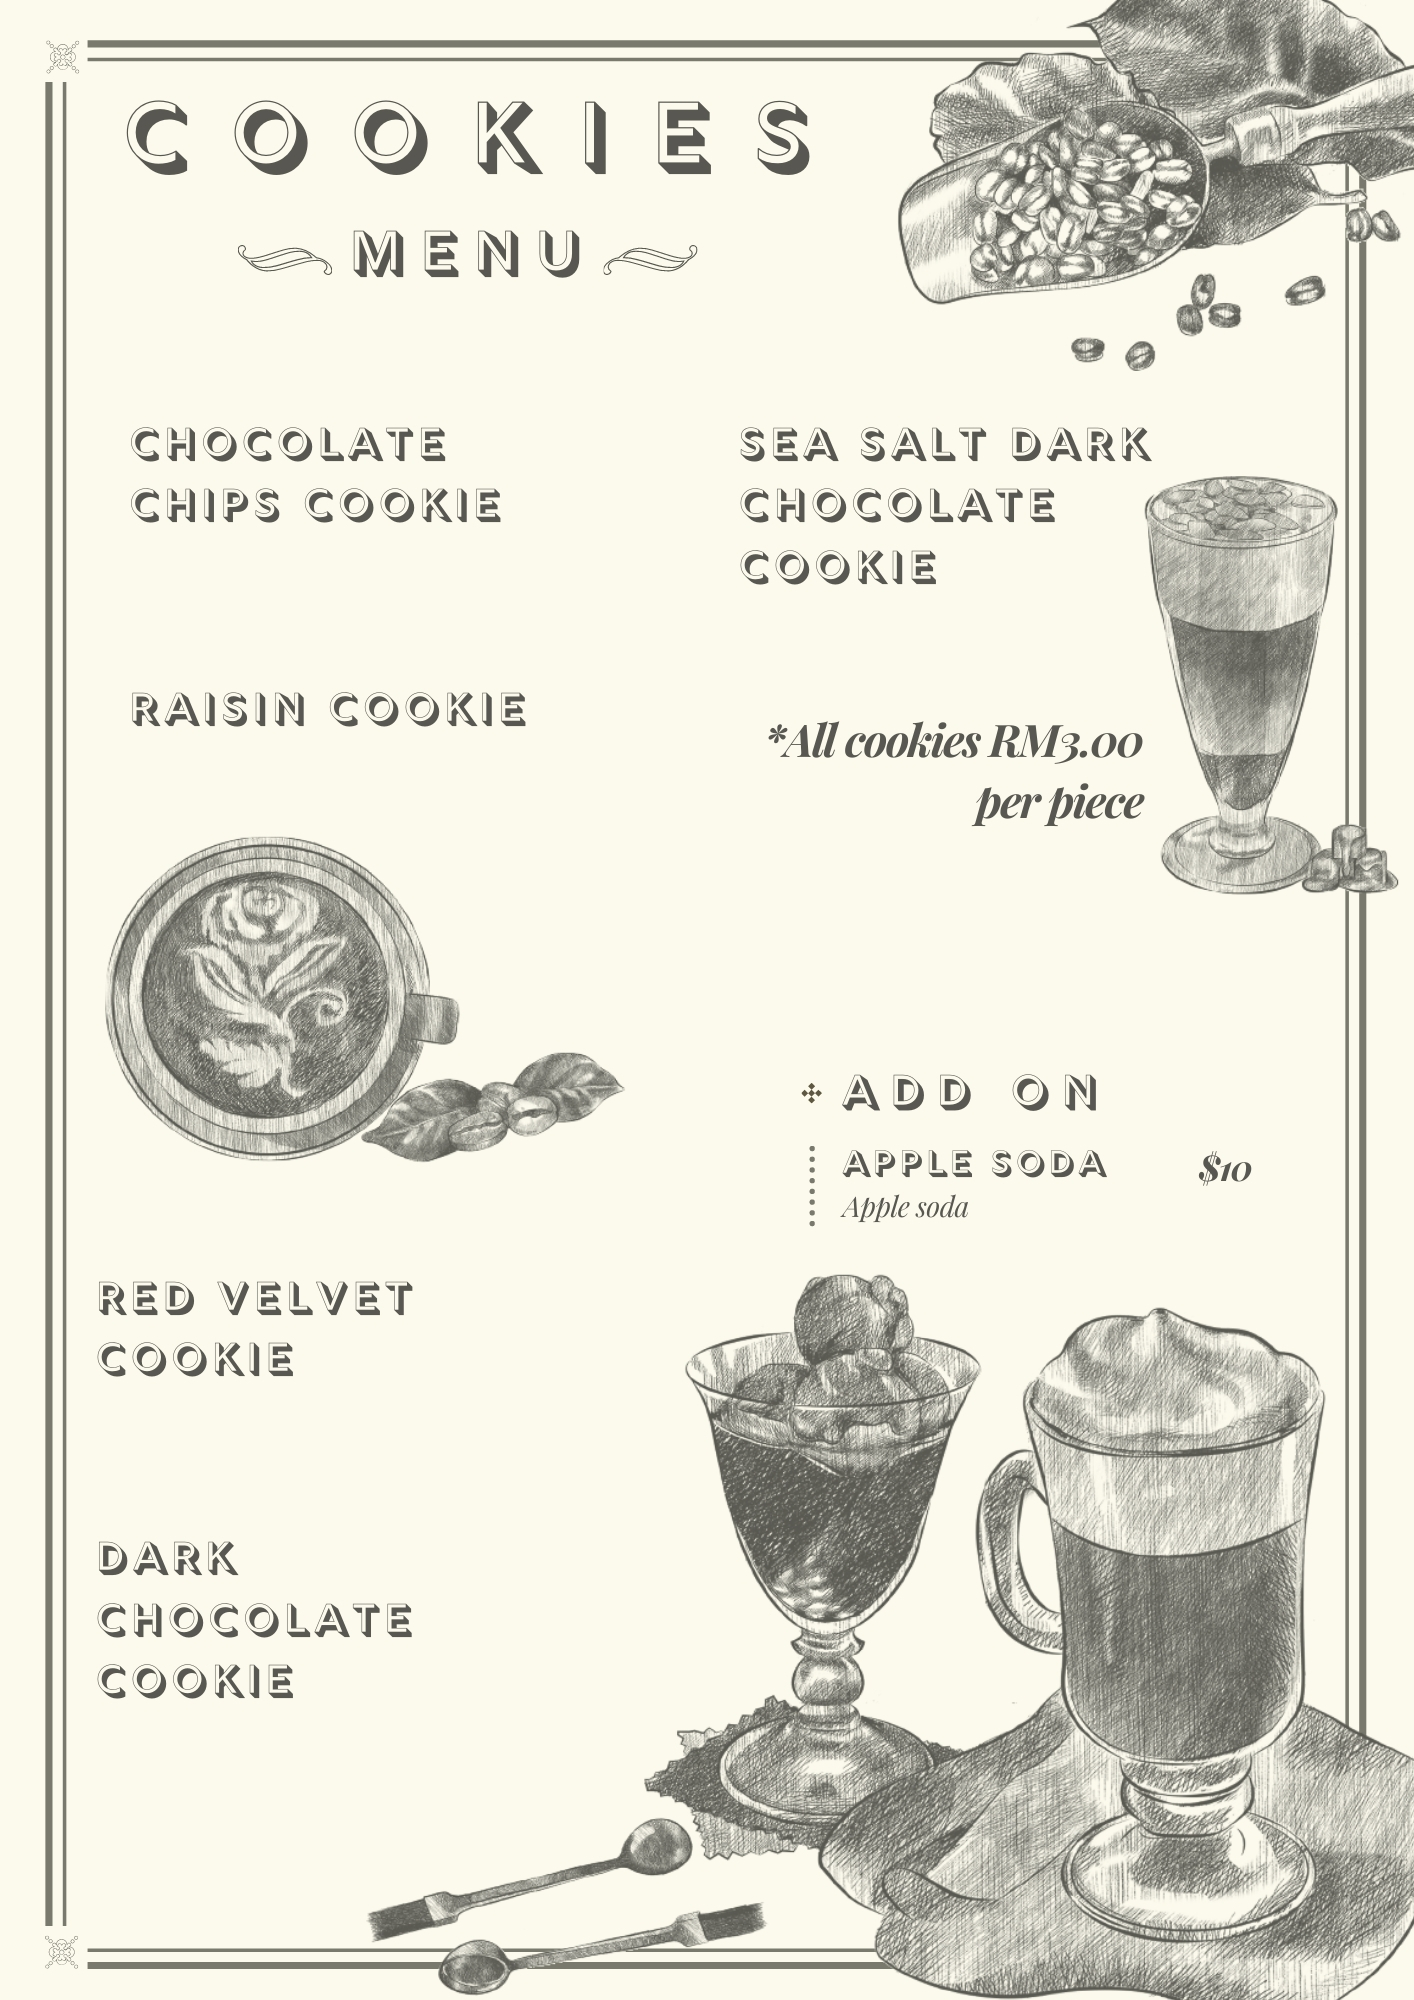 COOKIES
MENU
CHOCOLATE
CHIPS COOKIE
SEA SALT DARK
CHOCOLATE
COOKIE
RAISIN COOKIE
*All cookies RM3.00
per piece
ADD ON
APPLE SODA $10
Apple soda
RED VELVET
COOKIE
DARK
CHOCOLATE
COOKIE